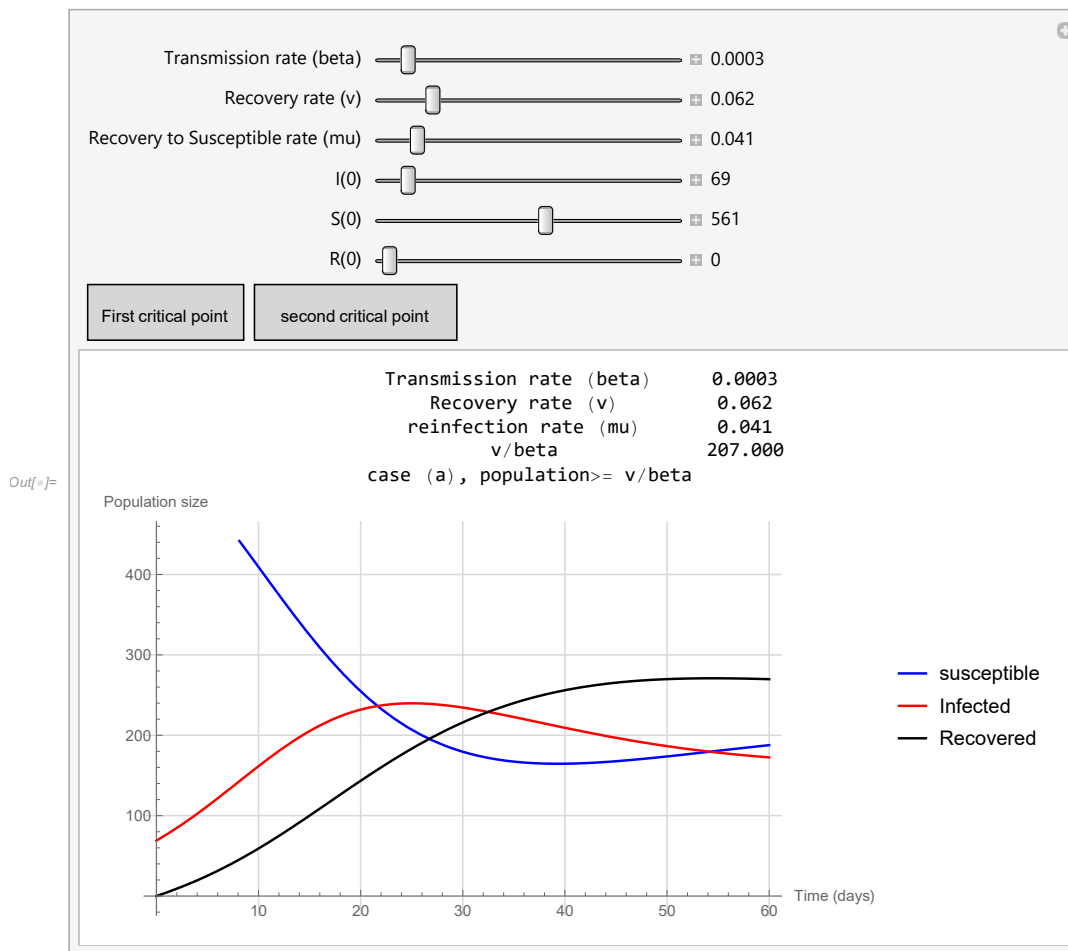 Transmission rate (beta) 0.0003
Recovery rate (v) 0.062
Recovery to Susceptible rate (mu) 0.041
I(0) 69
S(0) 561
R(0) 0
First critical point second critical point
Transmission rate (beta) 0.0003
Recovery rate (v) 0.062
reinfection rate (mu) 0.041
v/beta 207.000
case (a), population>= v/beta
Out[•]=
Population size
400
300
200
100
10 20 30 40 50 60
Time (days)
susceptible
Infected
Recovered